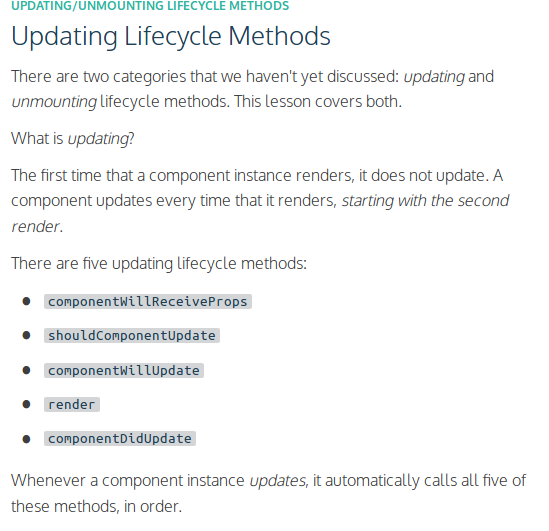 UPDATING/UNMOUNTING LIFECYCLE METHODS
Updating Lifecycle Methods
There are two categories that we haven't yet discussed: updating and
unmounting lifecycle methods. This lesson covers both.
What is updating?
The first time that a component instance renders, it does not update. A
component updates every time that it renders, starting with the second
render.
There are five updating lifecycle methods:
● componentWillReceiveProps
● shouldComponentUpdate
● componentWillUpdate
● render
● componentDidUpdate
Whenever a component instance updates, it automatically calls all five of
these methods, in order.